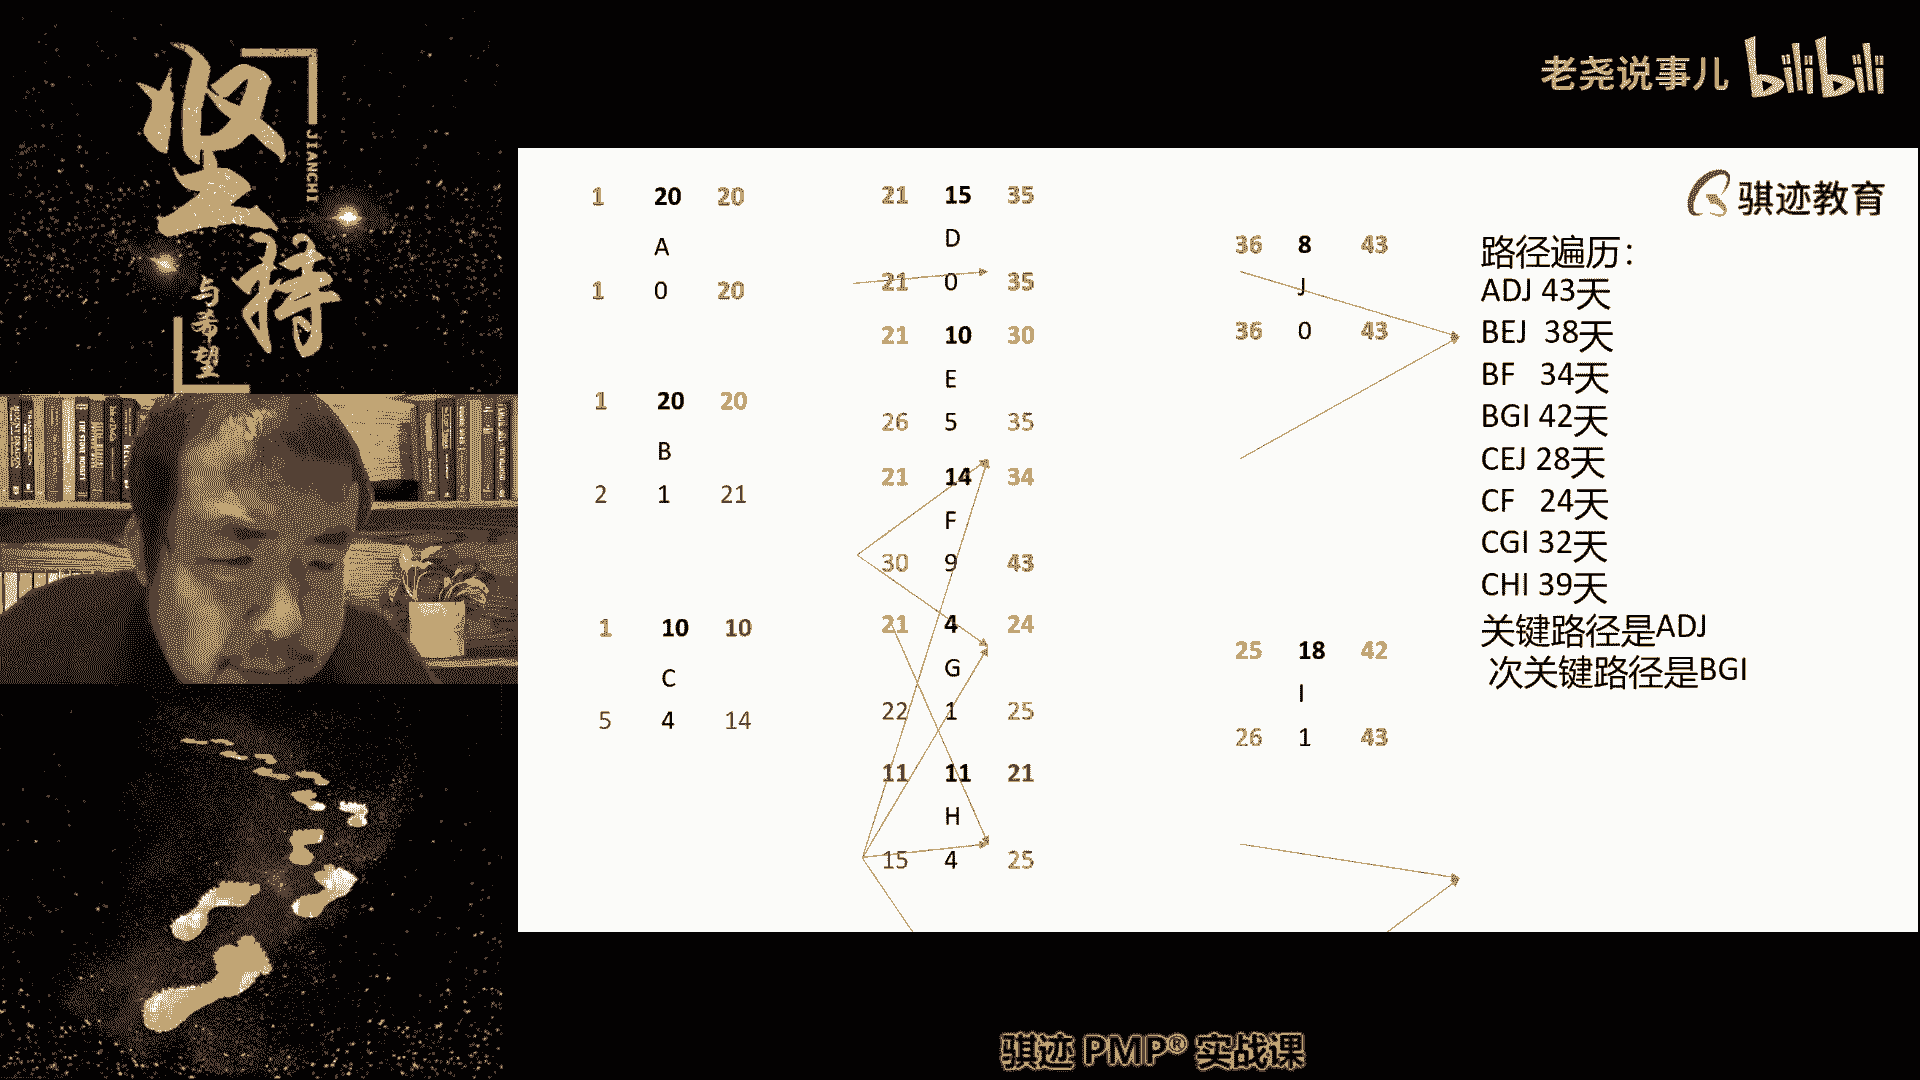 坚持
JIANCHI
与希望
老尧说事儿 bilibili
骐迹教育
1 20 20
A
1 0 20
1 20 20
B
2 1 21
1 10 10
C
5 4 14
21 15 35
D
21 0 35
21 10 30
E
26 5 35
21 14 34
F
30 9 43
21 4 24
G
22 1 25
11 11 21
H
15 4 25
36 8 43
J
36 0 43
25 18 42
I
26 1 43
路径遍历：
ADJ 43天
BEJ 38天
BF 34天
BGI 42天
CEJ 28天
CF 24天
CGI 32天
CHI 39天
关键路径是ADJ
次关键路径是BGI
骐迹 PMP® 实战课